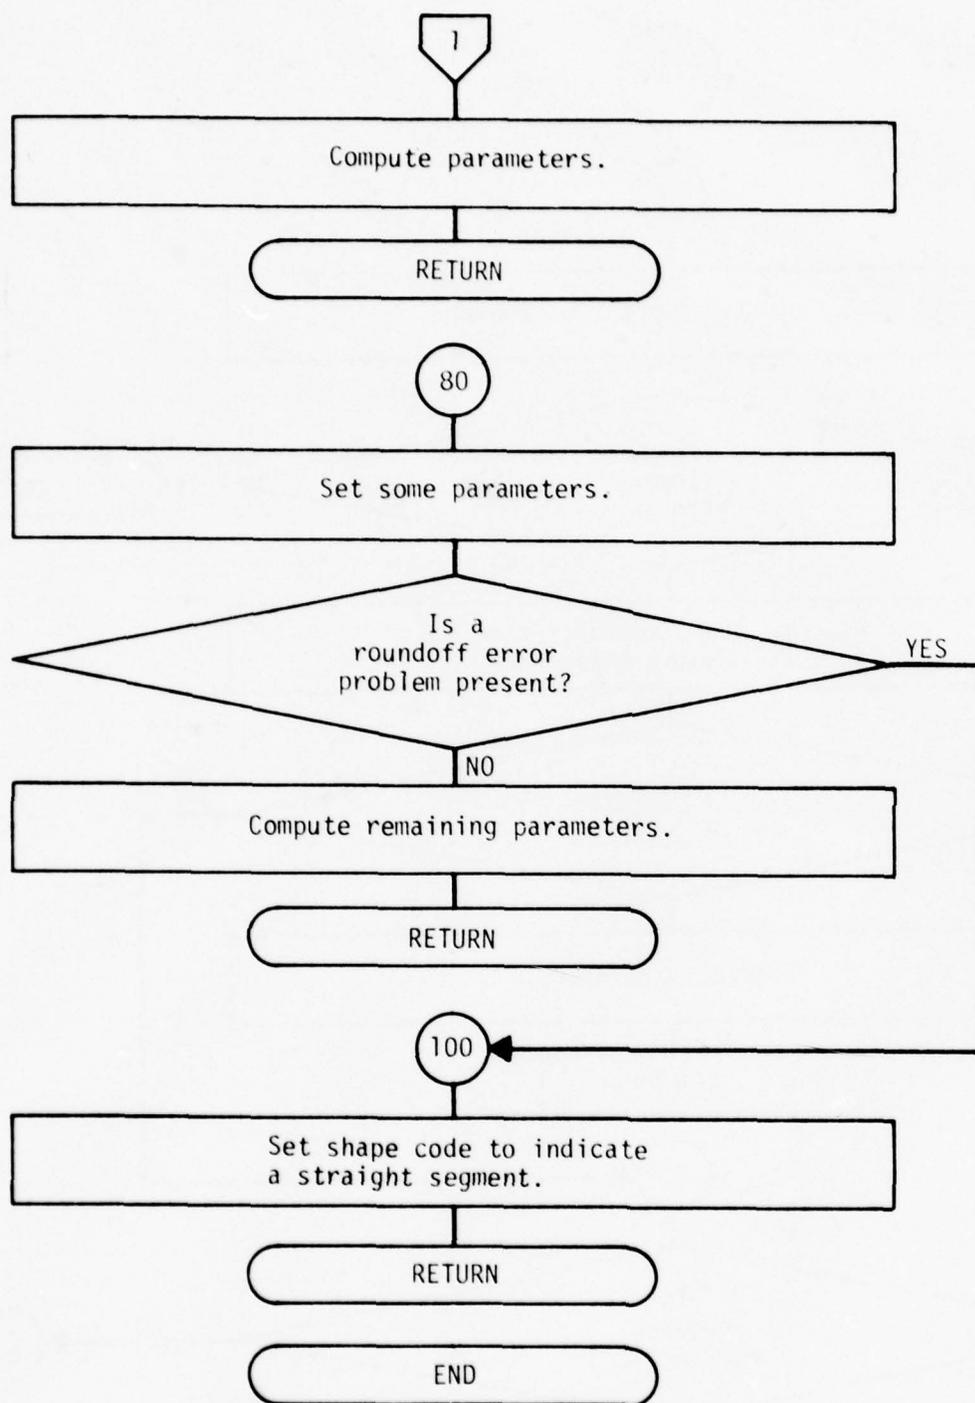 1
Compute parameters.
RETURN
80
Set some parameters.
Is a
roundoff error
problem present?
YES
NO
Compute remaining parameters.
RETURN
100
Set shape code to indicate
a straight segment.
RETURN
END